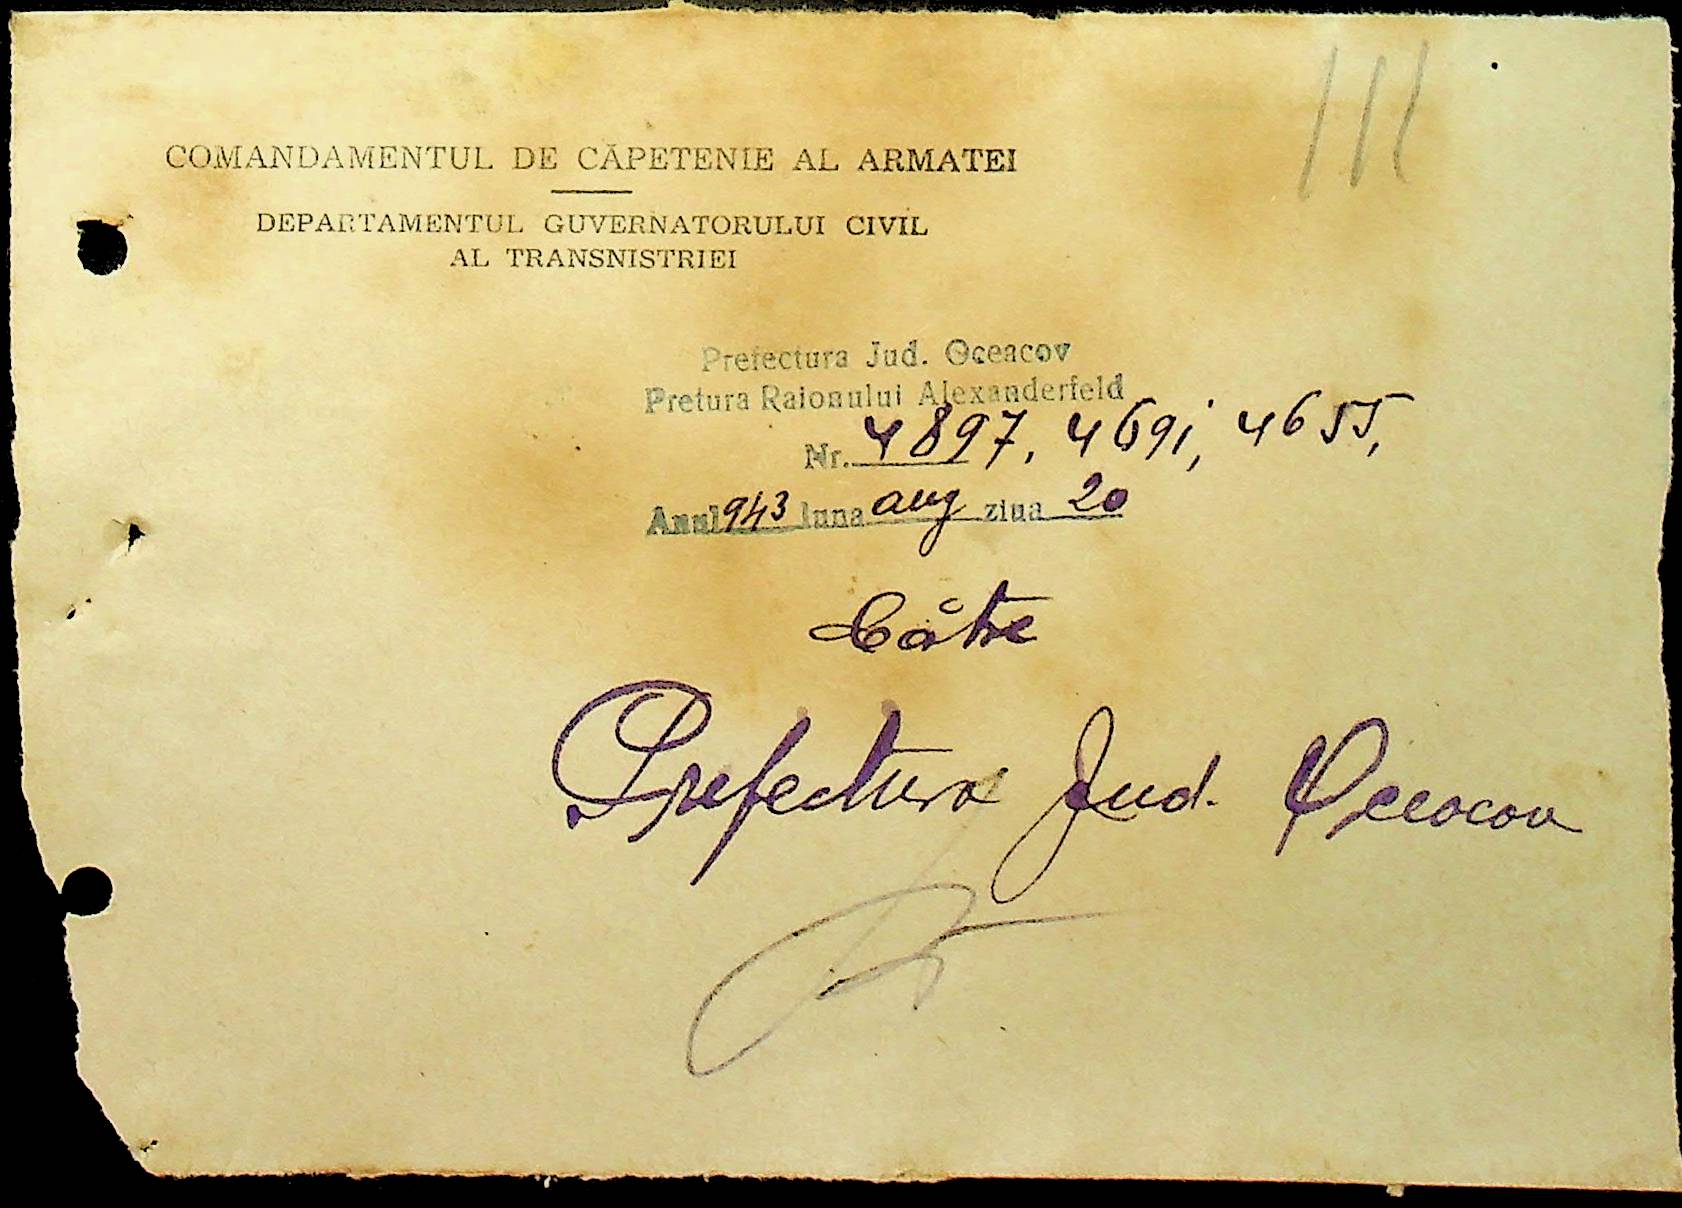 COMANDAMENTUL DE CĂPETENIE AL ARMATEI
DEPARTAMENTUL GUVERNATORULUI CIVIL
AL TRANSNISTRIEI
Prefectura Jud. Oceacov
Pretura Raionului Alexanderfeld
Nr. 4897, 4691, 4655,
Anul 943 luna aug ziua 20
Către
Prefectura Jud. Oceacov